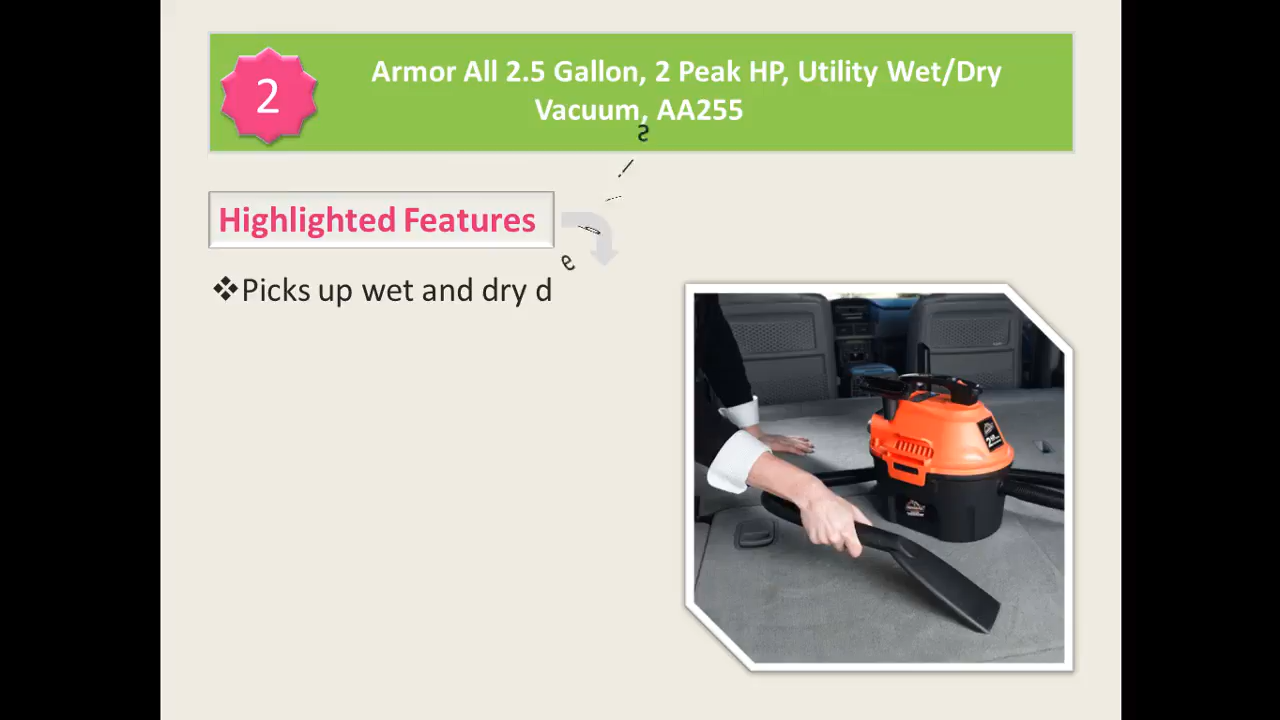 2
Armor All 2.5 Gallon, 2 Peak HP, Utility Wet/Dry
Vacuum, AA255
Highlighted Features
❖Picks up wet and dry d